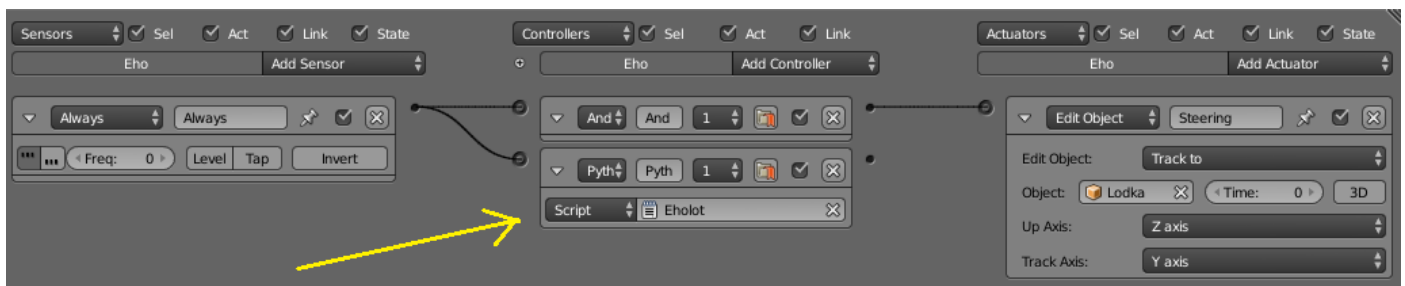 Sensors Sel Act Link State
Controllers Sel Act Link
Actuators Sel Act Link State
Eho Add Sensor
Eho Add Controller
Eho Add Actuator
Always Always
And And 1
Edit Object Steering
Freq: 0 Level Tap Invert
Pyth Pyth 1
Edit Object: Track to
Script Eholot
Object: Lodka Time: 0 3D
Up Axis: Z axis
Track Axis: Y axis